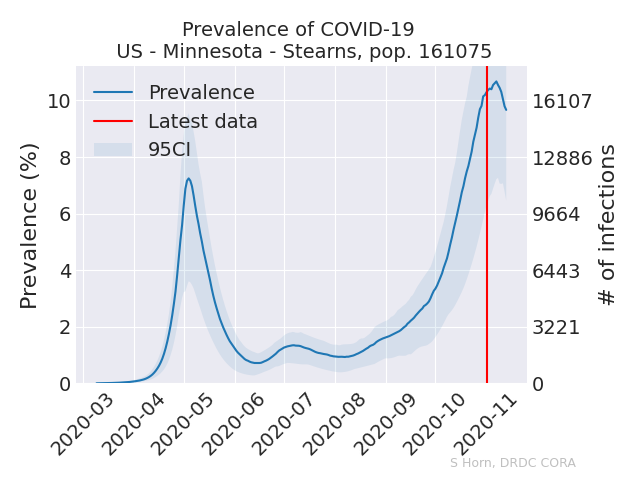 Prevalence of COVID-19
US - Minnesota - Stearns, pop. 161075
Prevalence
Latest data
95CI
Prevalence (%)
10
8
6
4
2
0
16107
12886
9664
6443
3221
0
# of infections
2020-03
2020-04
2020-05
2020-06
2020-07
2020-08
2020-09
2020-10
2020-11
S Horn, DRDC CORA